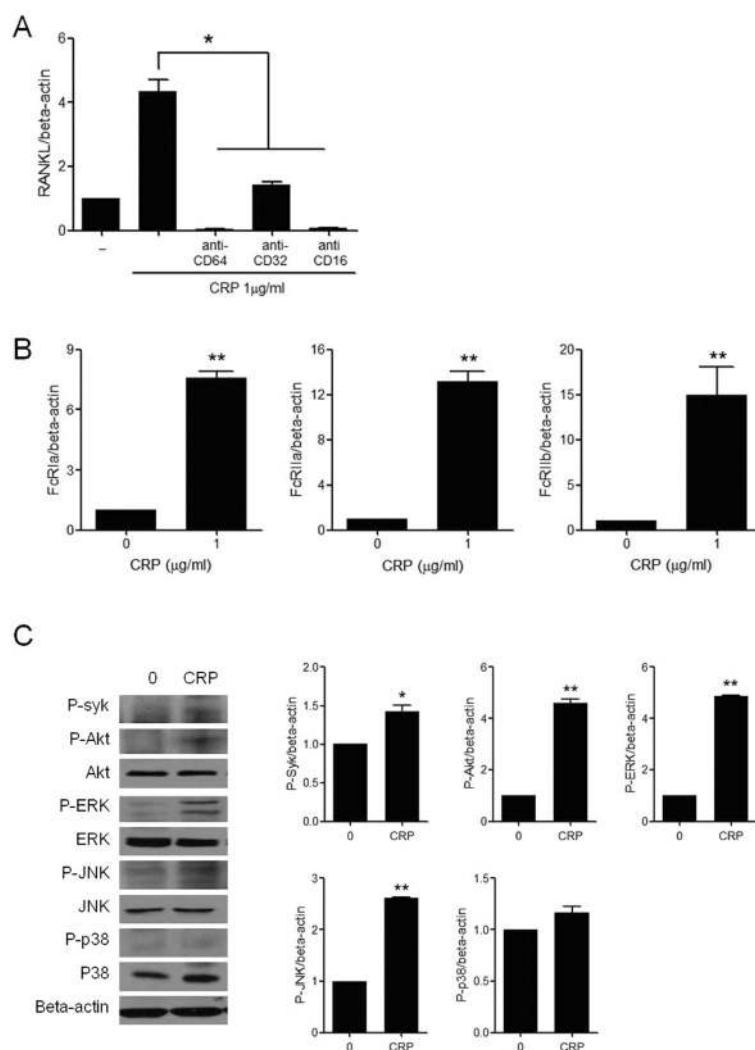 A
RANKL/beta-actin
6
4
2
0
*
–
anti-CD64
anti-CD32
anti CD16
CRP 1μg/ml
B
FcRIa/beta-actin
9
6
3
0
**
0
1
CRP (μg/ml)
FcRIIa/beta-actin
16
12
8
4
0
**
0
1
CRP (μg/ml)
FcRIIb/beta-actin
20
15
10
5
0
**
0
1
CRP (μg/ml)
C
0 CRP
P-syk
P-Akt
Akt
P-ERK
ERK
P-JNK
JNK
P-p38
P38
Beta-actin
P-Syk/beta-actin
2.0
1.5
1.0
0.5
0.0
*
0
CRP
P-Akt/beta-actin
6
4
2
0
**
0
CRP
P-ERK/beta-actin
6
4
2
0
**
0
CRP
P-JNK/beta-actin
3
2
1
0
**
0
CRP
P-p38/beta-actin
1.5
1.0
0.5
0.0
0
CRP